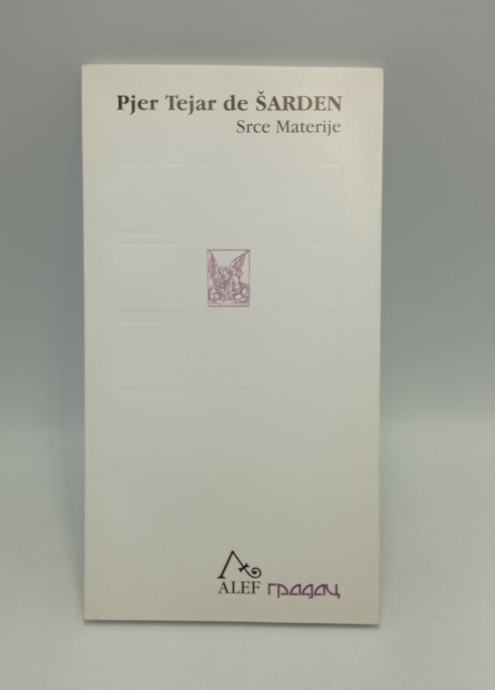 Pjer Tejar de ŠARDEN
Srce Materije
ALEF градац